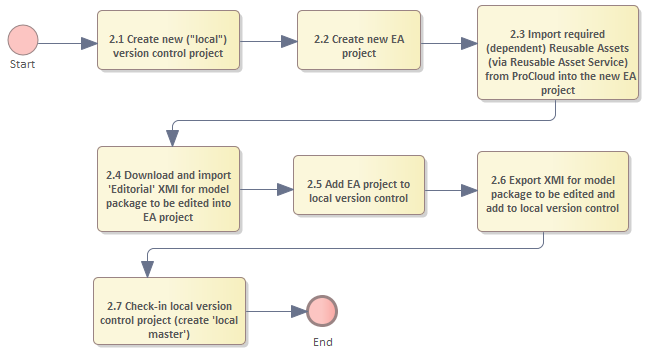 Start
2.1 Create new ("local")
version control project
2.2 Create new EA
project
2.3 Import required
(dependent) Reusable Assets
(via Reusable Asset Service)
from ProCloud into the new EA
project
2.4 Download and import
'Editorial' XMI for model
package to be edited into
EA project
2.5 Add EA project to
local version control
2.6 Export XMI for model
package to be edited and
add to local version control
2.7 Check-in local version
control project (create 'local
master')
End